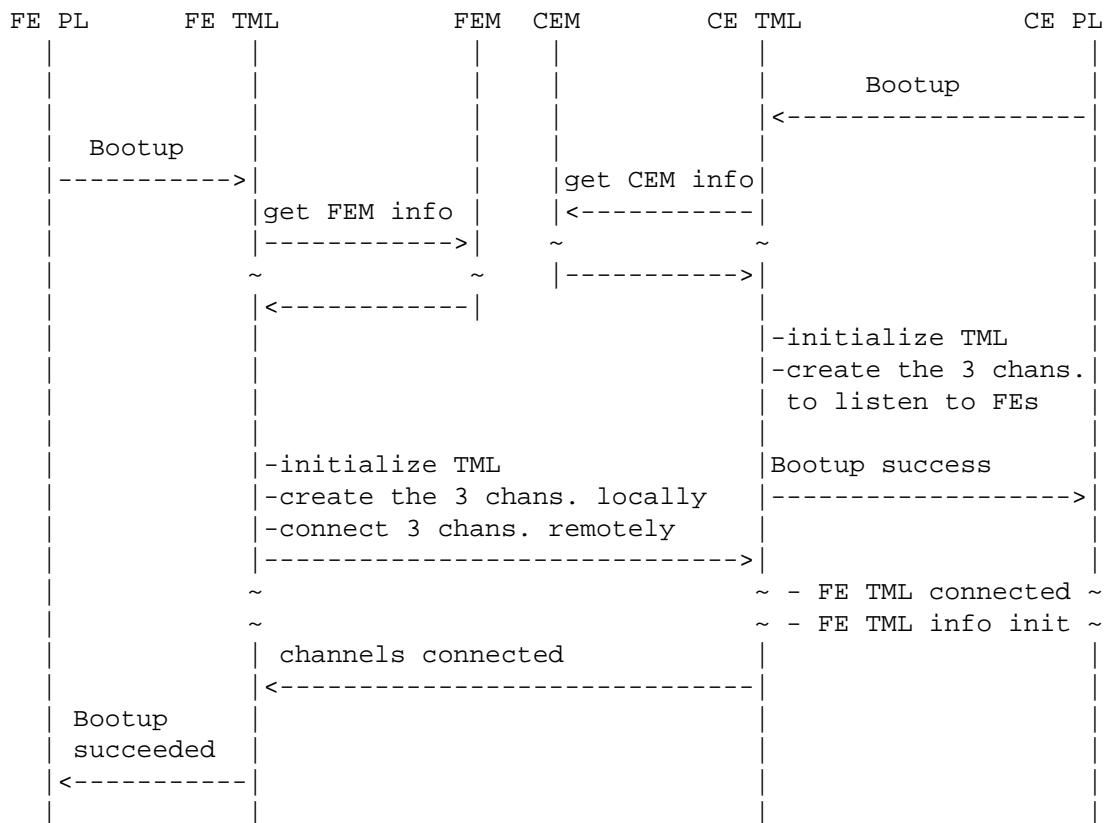 FE PL FE TML FEM CEM CE TML CE PL
Bootup
Bootup
get CEM info
get FEM info
-initialize TML
-create the 3 chans.
to listen to FEs
-initialize TML Bootup success
-create the 3 chans. locally
-connect 3 chans. remotely
- FE TML connected
- FE TML info init
channels connected
Bootup
succeeded